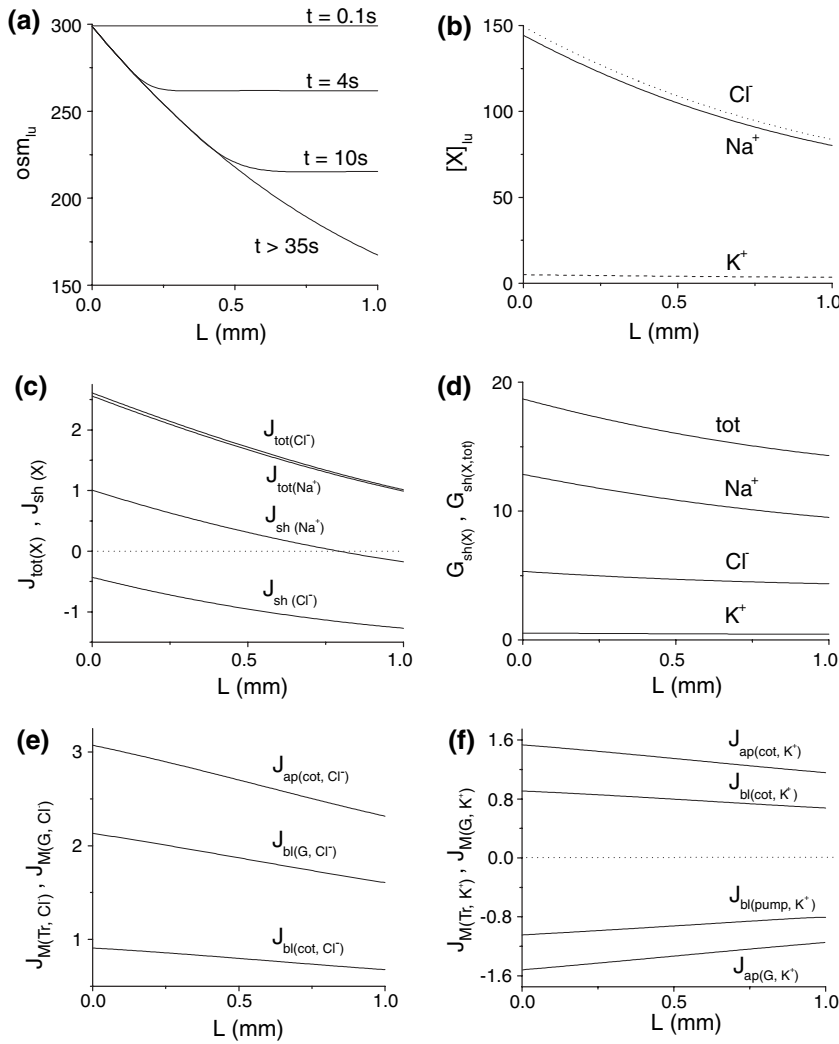 (a)
300
250
200
150
osm_lu
t = 0.1s
t = 4s
t = 10s
t > 35s
0.0 0.5 1.0
L (mm)
(b)
150
100
50
0
[X]_lu
Cl⁻
Na⁺
K⁺
0.0 0.5 1.0
L (mm)
(c)
2
1
0
-1
J_tot(X) , J_sh (X)
J_tot(Cl⁻)
J_tot(Na⁺)
J_sh (Na⁺)
J_sh (Cl⁻)
0.0 0.5 1.0
L (mm)
(d)
20
10
5
0
G_sh(X) , G_sh(X,tot)
tot
Na⁺
Cl⁻
K⁺
0.0 0.5 1.0
L (mm)
(e)
3
2
1
J_M(Tr, Cl⁻) , J_M(G, Cl⁻)
J_ap(cot, Cl⁻)
J_bl(G, Cl⁻)
J_bl(cot, Cl⁻)
0.0 0.5 1.0
L (mm)
(f)
1.6
0.8
0.0
-0.8
-1.6
J_M(Tr, K⁺) , J_M(G, K⁺)
J_ap(cot, K⁺)
J_bl(cot, K⁺)
J_bl(pump, K⁺)
J_ap(G, K⁺)
0.0 0.5 1.0
L (mm)